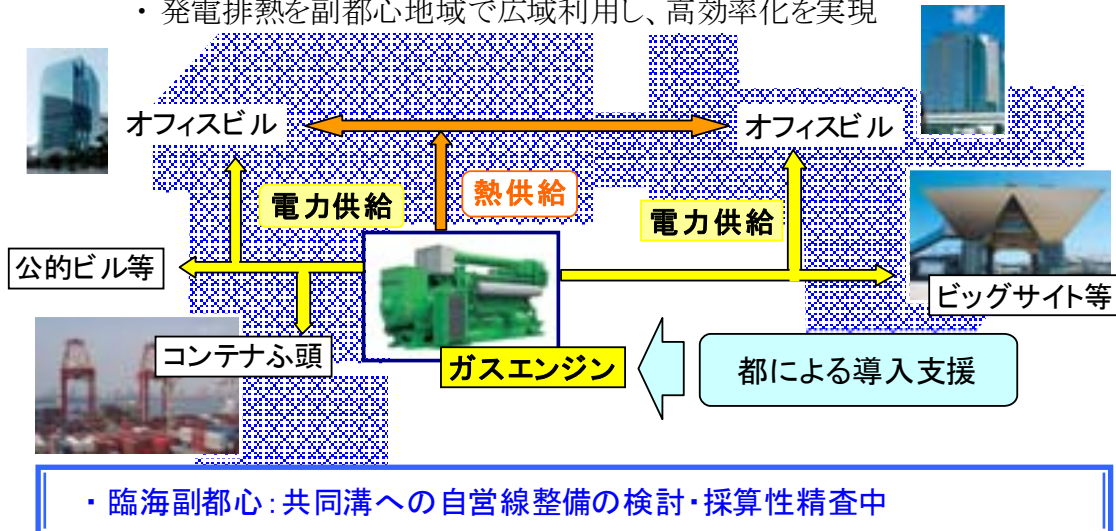 ・発電排熱を副都心地域で広域利用し、高効率化を実現
オフィスビル
オフィスビル
電力供給
熱供給
電力供給
公的ビル等
ビッグサイト等
コンテナふ頭
ガスエンジン
都による導入支援
・臨海副都心：共同溝への自営線整備の検討・採算性精査中